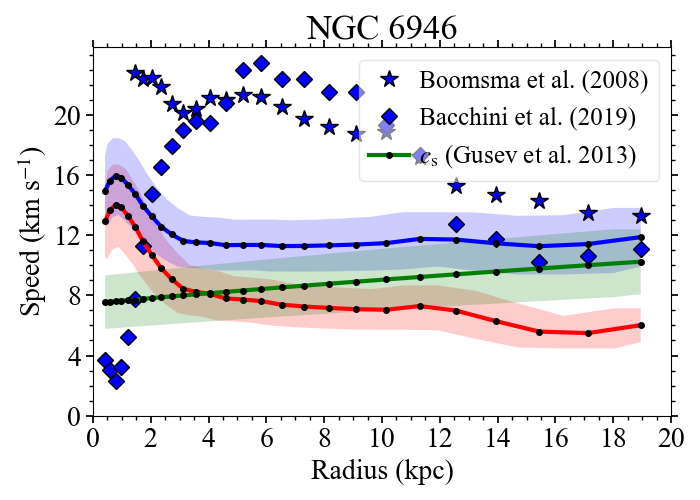 NGC 6946
Boomsma et al. (2008)
Bacchini et al. (2019)
cₛ (Gusev et al. 2013)
Speed (km s⁻¹)
20
16
12
8
4
0
0 2 4 6 8 10 12 14 16 18 20
Radius (kpc)